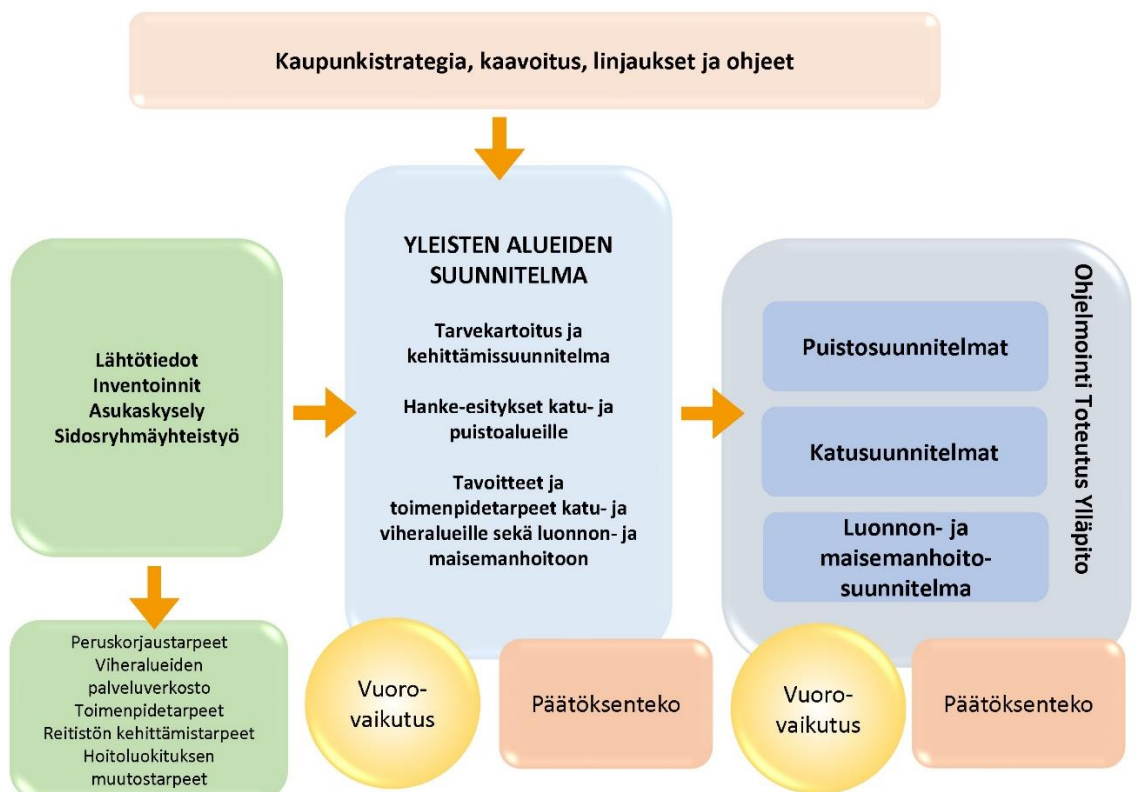 Kaupunkistrategia, kaavoitus, linjaukset ja ohjeet
Lähtötiedot
Inventoinnit
Asukaskysely
Sidosryhmäyhteistyö
Peruskorjaustarpeet
Viheralueiden
palveluverkosto
Toimenpidetarpeet
Reitistön kehittämistarpeet
Hoitoluokituksen
muutostarpeet
YLEISTEN ALUEIDEN
SUUNNITELMA
Tarvekartoitus ja
kehittämissuunnitelma
Hanke-esitykset katu- ja
puistoalueille
Tavoitteet ja
toimenpidetarpeet katu- ja
viheralueille sekä luonnon- ja
maisemanhoitoon
Vuoro-
vaikutus
Päätöksenteko
Puistosuunnitelmat
Katusuunnitelmat
Luonnon- ja
maisemanhoito-
suunnitelma
Ohjelmointi Toteutus Ylläpito
Vuoro-
vaikutus
Päätöksenteko